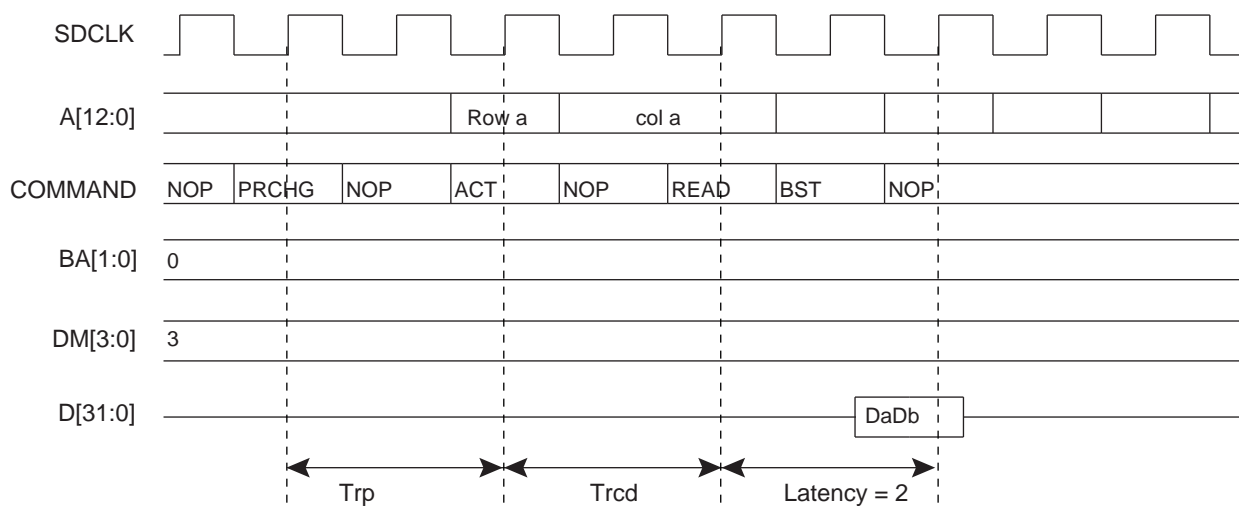 SDCLK
A[12:0] Row a col a
COMMAND NOP PRCHG NOP ACT NOP READ BST NOP
BA[1:0] 0
DM[3:0] 3
D[31:0] DaDb
Trp Trcd Latency = 2